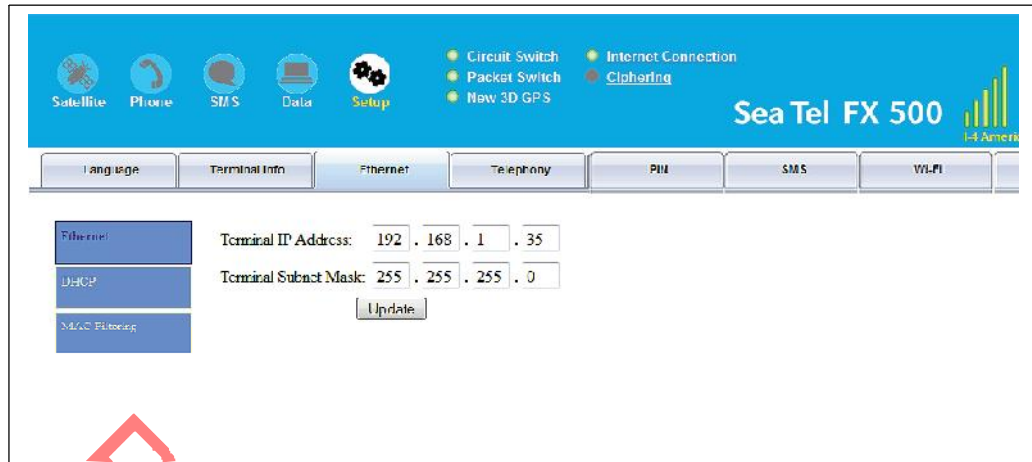 Circuit Switch
Internet Connection
Packet Switch
Ciphering
New 3D GPS
Satellite
Phone
SMS
Data
Setup
Sea Tel FX 500
I-4 Americ
Language
Terminal Info
Ethernet
Telephony
PIN
SMS
Wi-Fi
Ethernet
Terminal IP Address: 192 . 168 . 1 . 35
DHCP
Terminal Subnet Mask: 255 . 255 . 255 . 0
Update
MAC Filtering